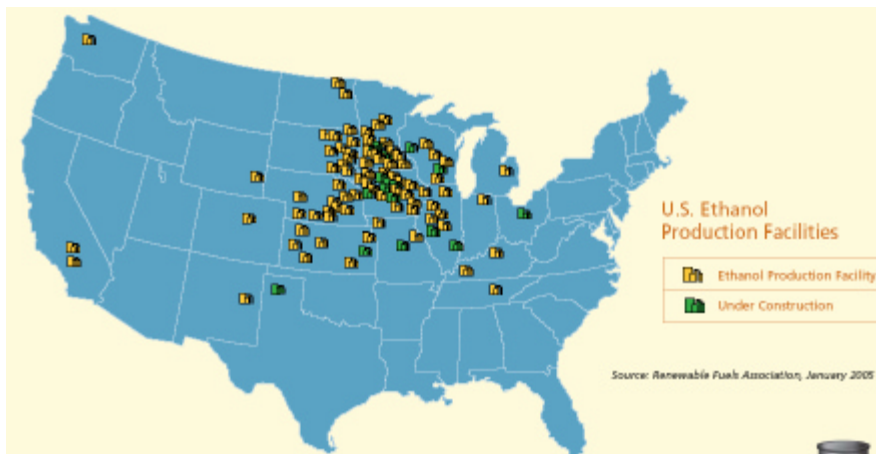 U.S. Ethanol
Production Facilities
Ethanol Production Facility
Under Construction
Source: Renewable Fuels Association, January 2005